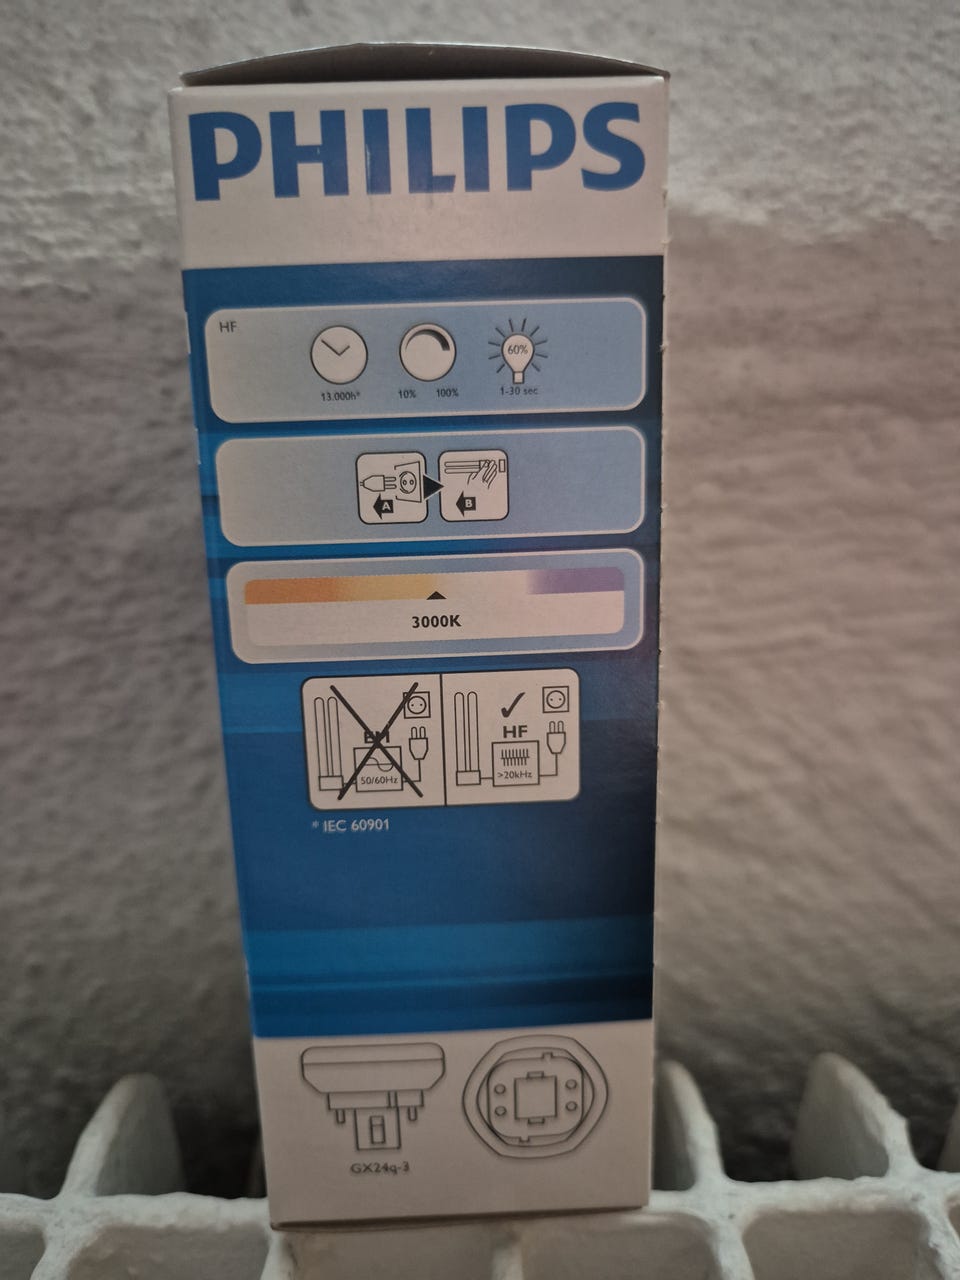 PHILIPS
HF
60%
13.000h* 10% 100% 1-30 sec
A B
3000K
EM HF
50/60Hz >20kHz
* IEC 60901
GX24q-3